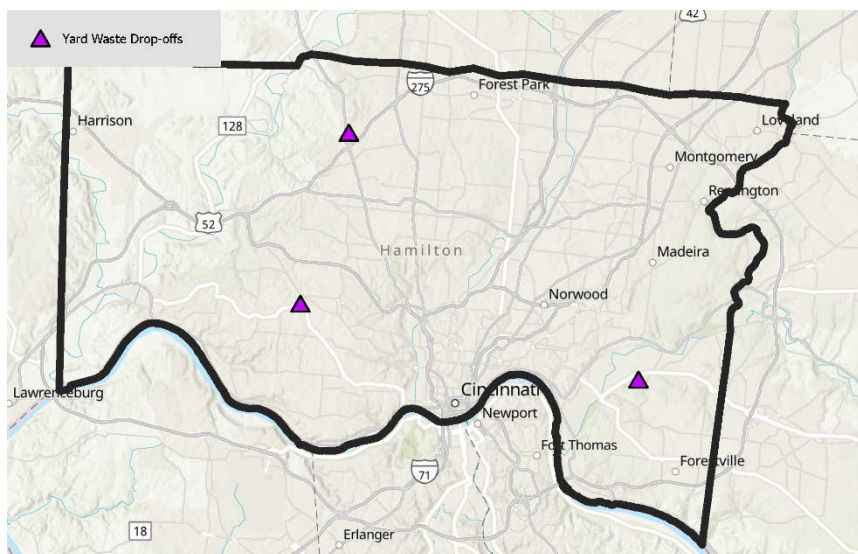 Yard Waste Drop-offs
42
275
Forest Park
Harrison
128
Loveland
Montgomery
Remington
52
Hamilton
Madeira
Norwood
Lawrenceburg
Cincinnati
Newport
Fort Thomas
Forestville
71
18
Erlanger